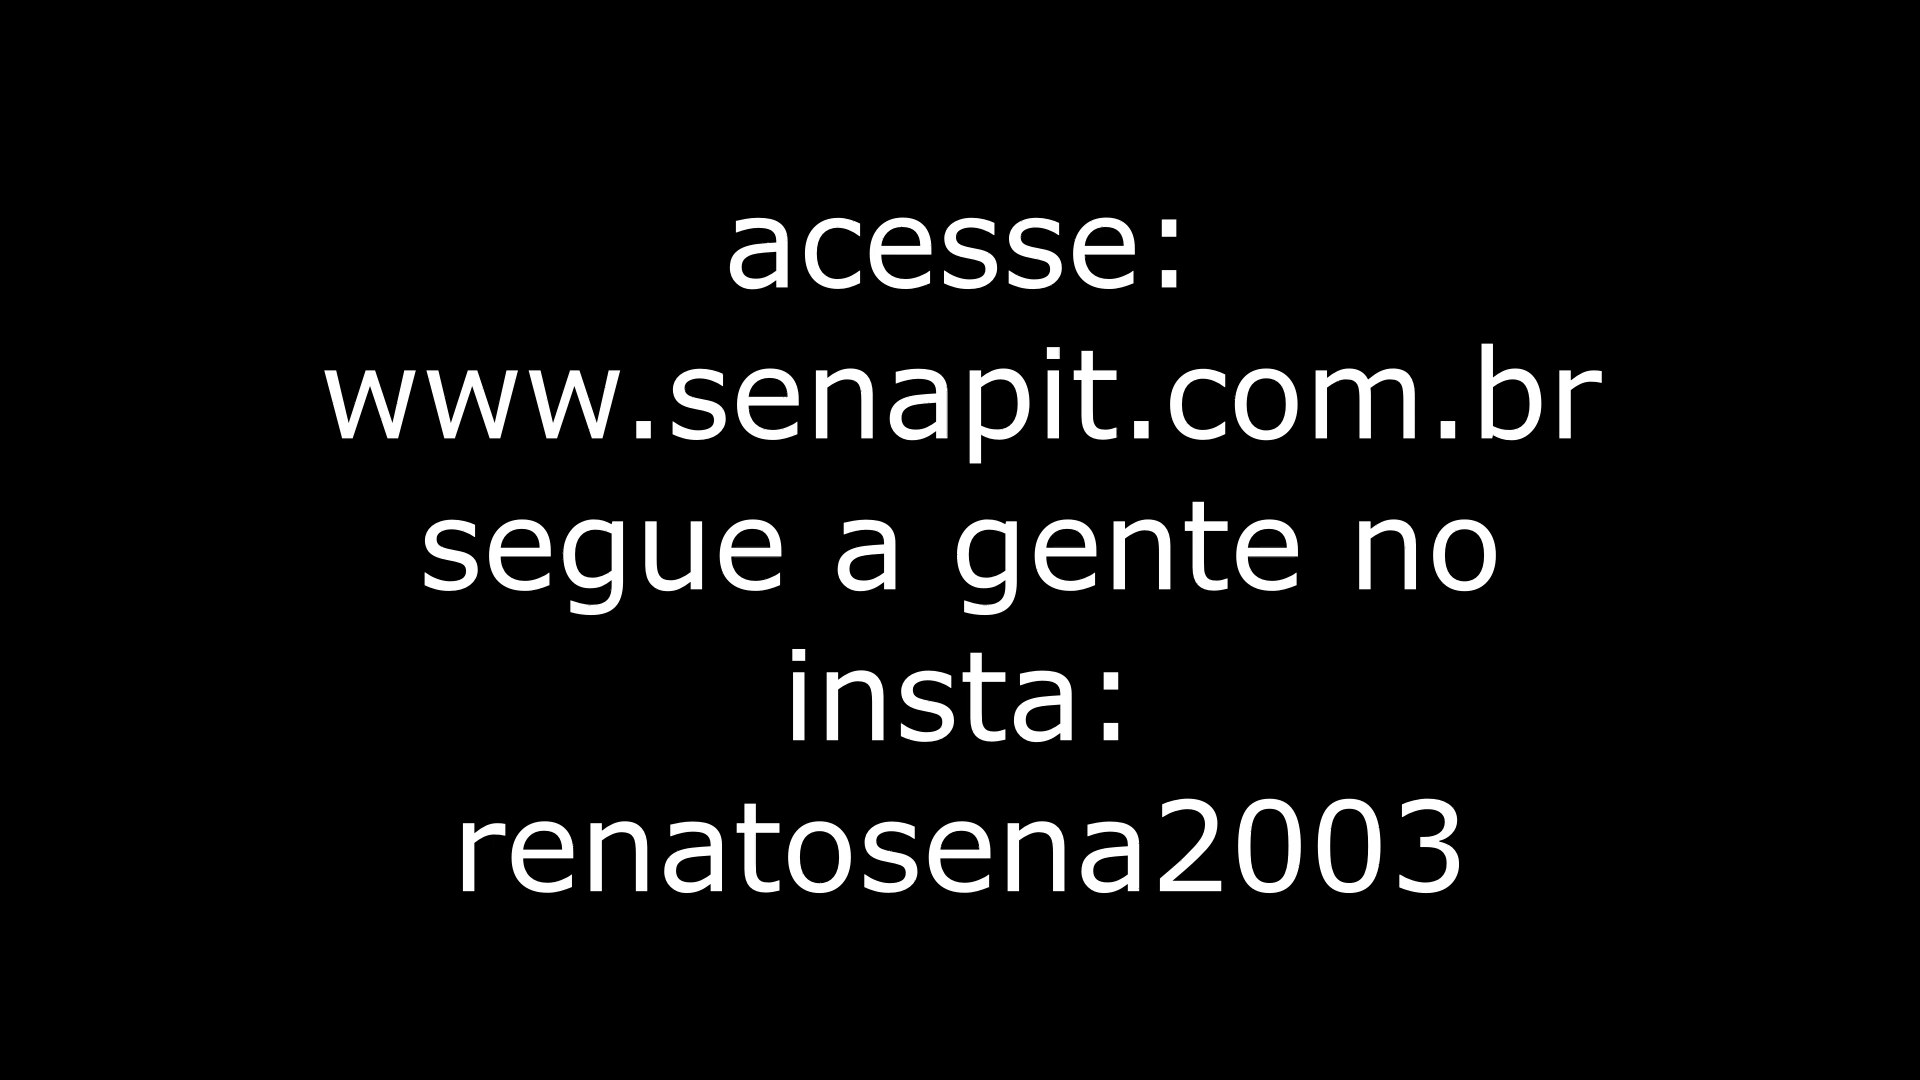 acesse:
www.senapit.com.br
segue a gente no
insta:
renatosena2003